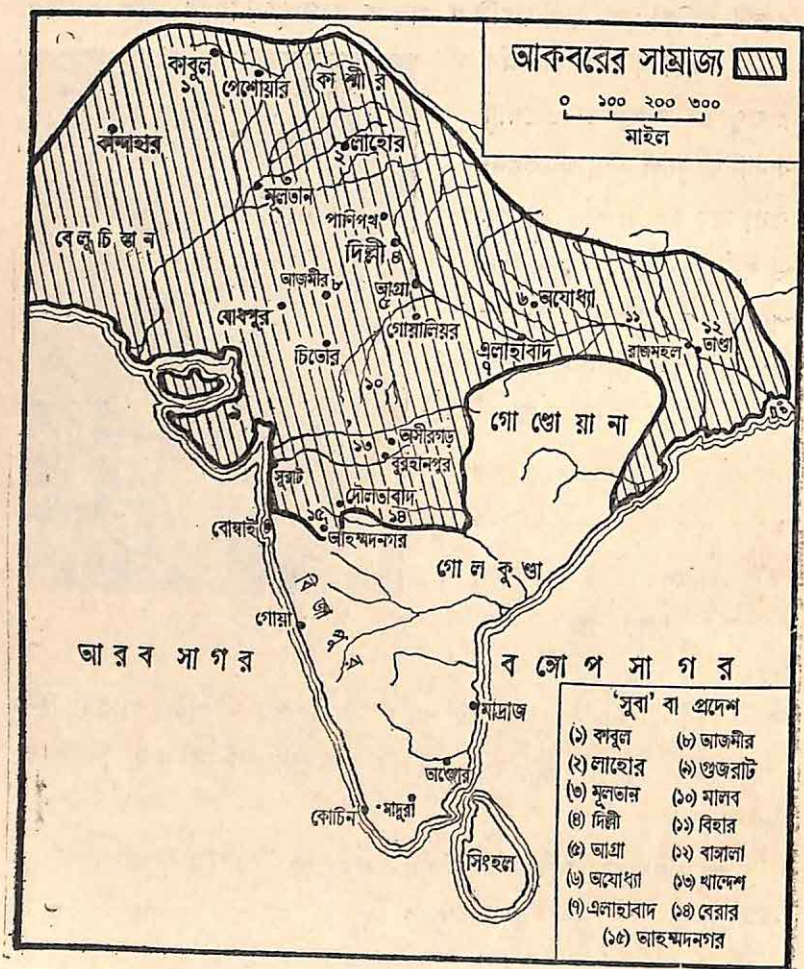 আকবরের সাম্রাজ্য
০ ১০০ ২০০ ৩০০
মাইল
কাবুল
১
পেশোয়ার
কাশ্মীর
কান্দাহার
লাহোর
২
৩
মূলতান
বেলুচিস্তান
পাণিপথ
দিল্লী ৪
আজমীর ৮
আগ্রা
৫
৬ অযোধ্যা
যোধপুর
গোয়ালিয়র
১১
১২
চিতোর
এলাহাবাদ
৭
রাজমহল
তাণ্ডা
১০
গোণ্ডোয়ানা
৯
১৩
অসীরগড়
বুরহানপুর
সুরাট
দৌলতাবাদ
১৫
১৪
বোম্বাই
আহম্মদনগর
গোলকুণ্ডা
বিজাপুর
গোয়া
আরব সাগর
বঙ্গোপসাগর
মাদ্রাজ
তাঞ্জোর
কোচিন
মাদুরা
সিংহল
'সুবা' বা প্রদেশ
(১) কাবুল (৮) আজমীর
(২) লাহোর (৯) গুজরাট
(৩) মূলতান (১০) মালব
(৪) দিল্লী (১১) বিহার
(৫) আগ্রা (১২) বাঙ্গালা
(৬) অযোধ্যা (১৩) খান্দেশ
(৭) এলাহাবাদ (১৪) বেরার
(১৫) আহম্মদনগর